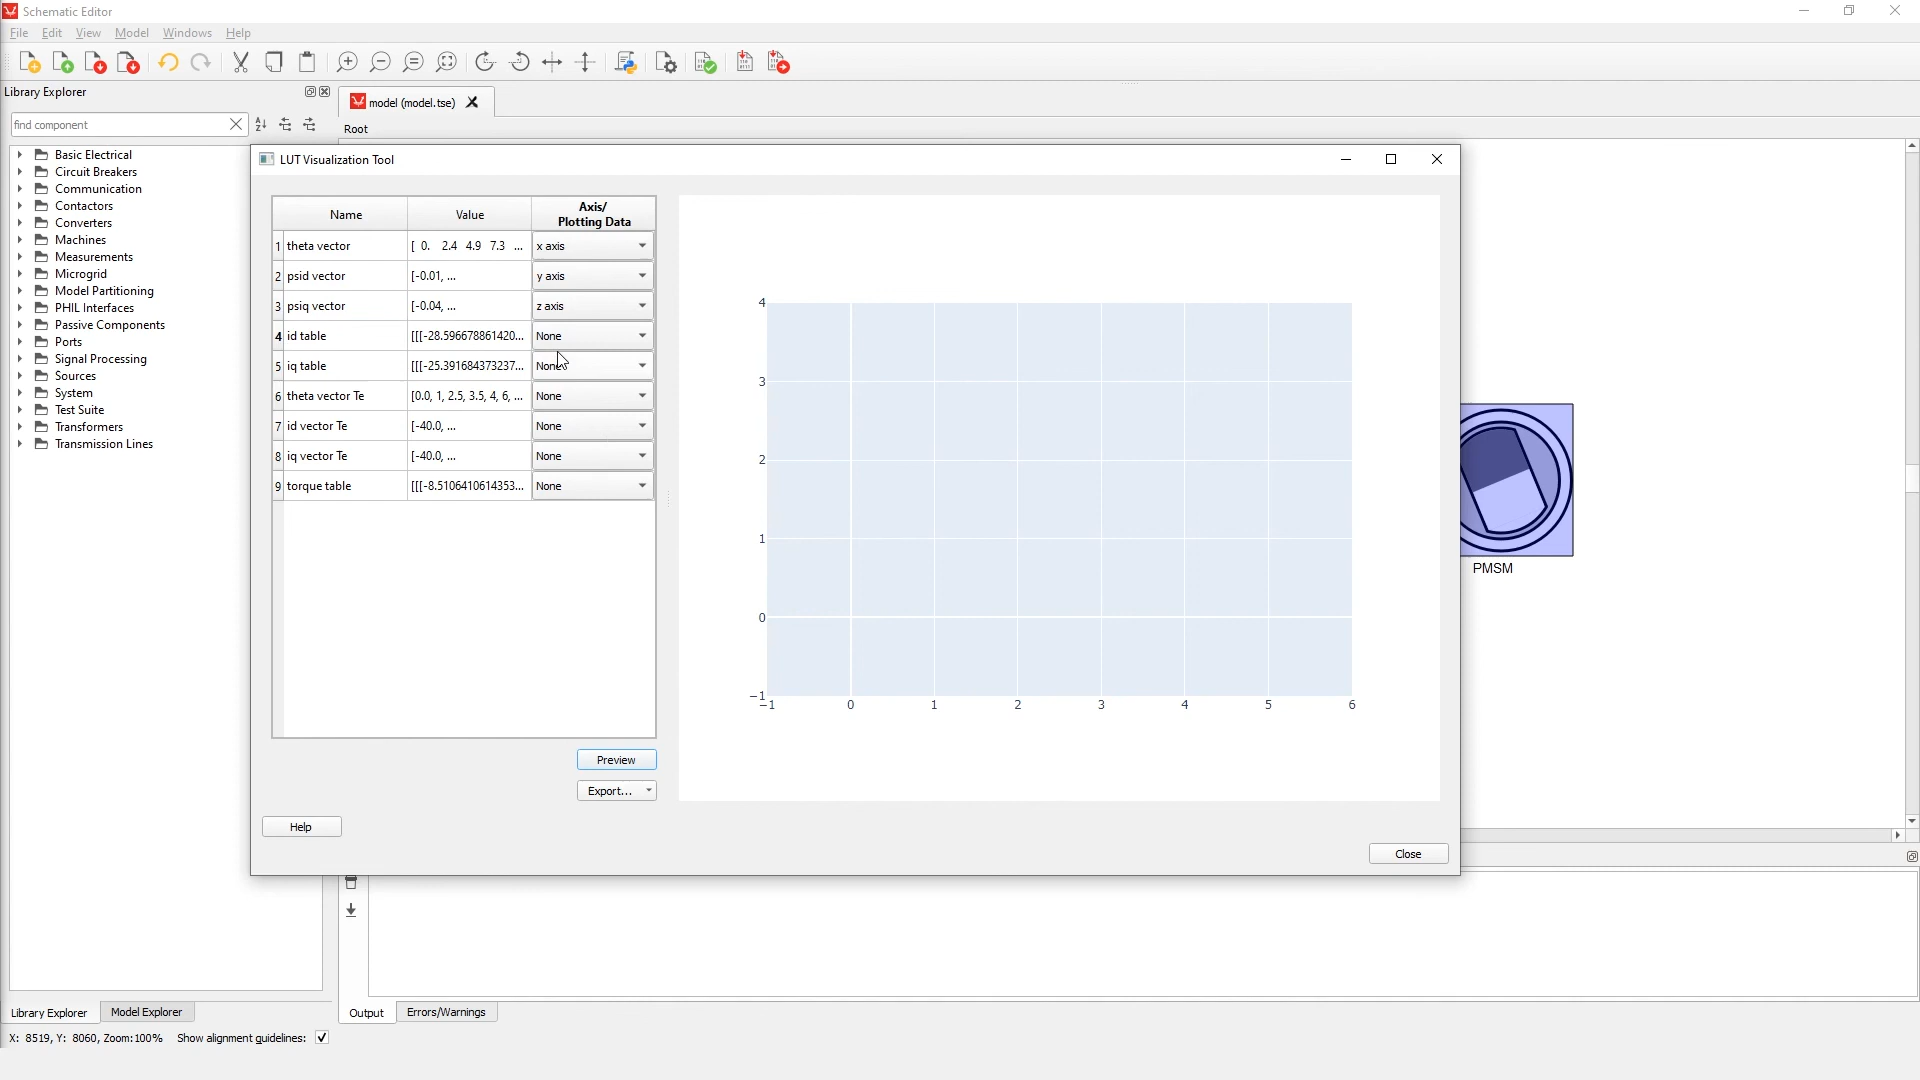 Schematic Editor
File Edit View Model Windows Help
Library Explorer
model (model.tse)
find component
Root
Basic Electrical
Circuit Breakers
Communication
Contactors
Converters
Machines
Measurements
Microgrid
Model Partitioning
PHIL Interfaces
Passive Components
Ports
Signal Processing
Sources
System
Test Suite
Transformers
Transmission Lines
LUT Visualization Tool
Name Value Axis/
Plotting Data
1 theta vector [ 0. 2.4 4.9 7.3 ... x axis
2 psid vector [-0.01, ... y axis
3 psiq vector [-0.04, ... z axis
4 id table [[[-28.596678861420... None
5 iq table [[[-25.391684373237... None
6 theta vector Te [0.0, 1, 2.5, 3.5, 4, 6, ... None
7 id vector Te [-40.0, ... None
8 iq vector Te [-40.0, ... None
9 torque table [[[-8.5106410614353... None
4
3
2
1
0
−1
−1 0 1 2 3 4 5 6
Preview
Export...
Help
Close
PMSM
Library Explorer Model Explorer
Output Errors/Warnings
X: 8519, Y: 8060, Zoom:100% Show alignment guidelines: